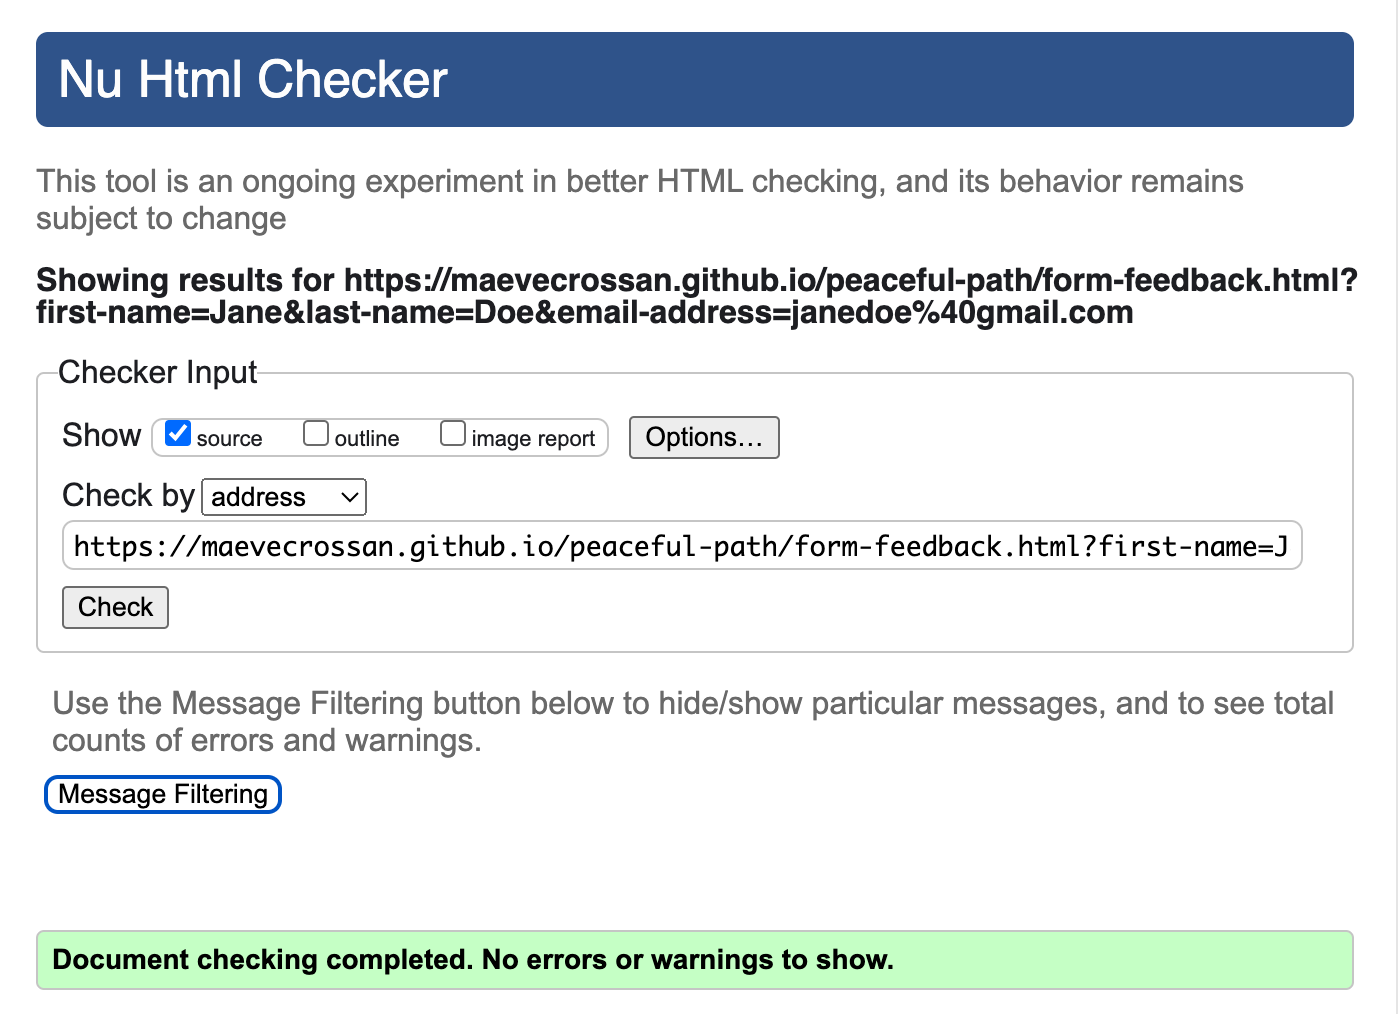 Nu Html Checker
This tool is an ongoing experiment in better HTML checking, and its behavior remains
subject to change
Showing results for https://maevecrossan.github.io/peaceful-path/form-feedback.html?
first-name=Jane&last-name=Doe&email-address=janedoe%40gmail.com
Checker Input
Show source outline image report Options…
Check by address
https://maevecrossan.github.io/peaceful-path/form-feedback.html?first-name=J
Check
Use the Message Filtering button below to hide/show particular messages, and to see total
counts of errors and warnings.
Message Filtering
Document checking completed. No errors or warnings to show.